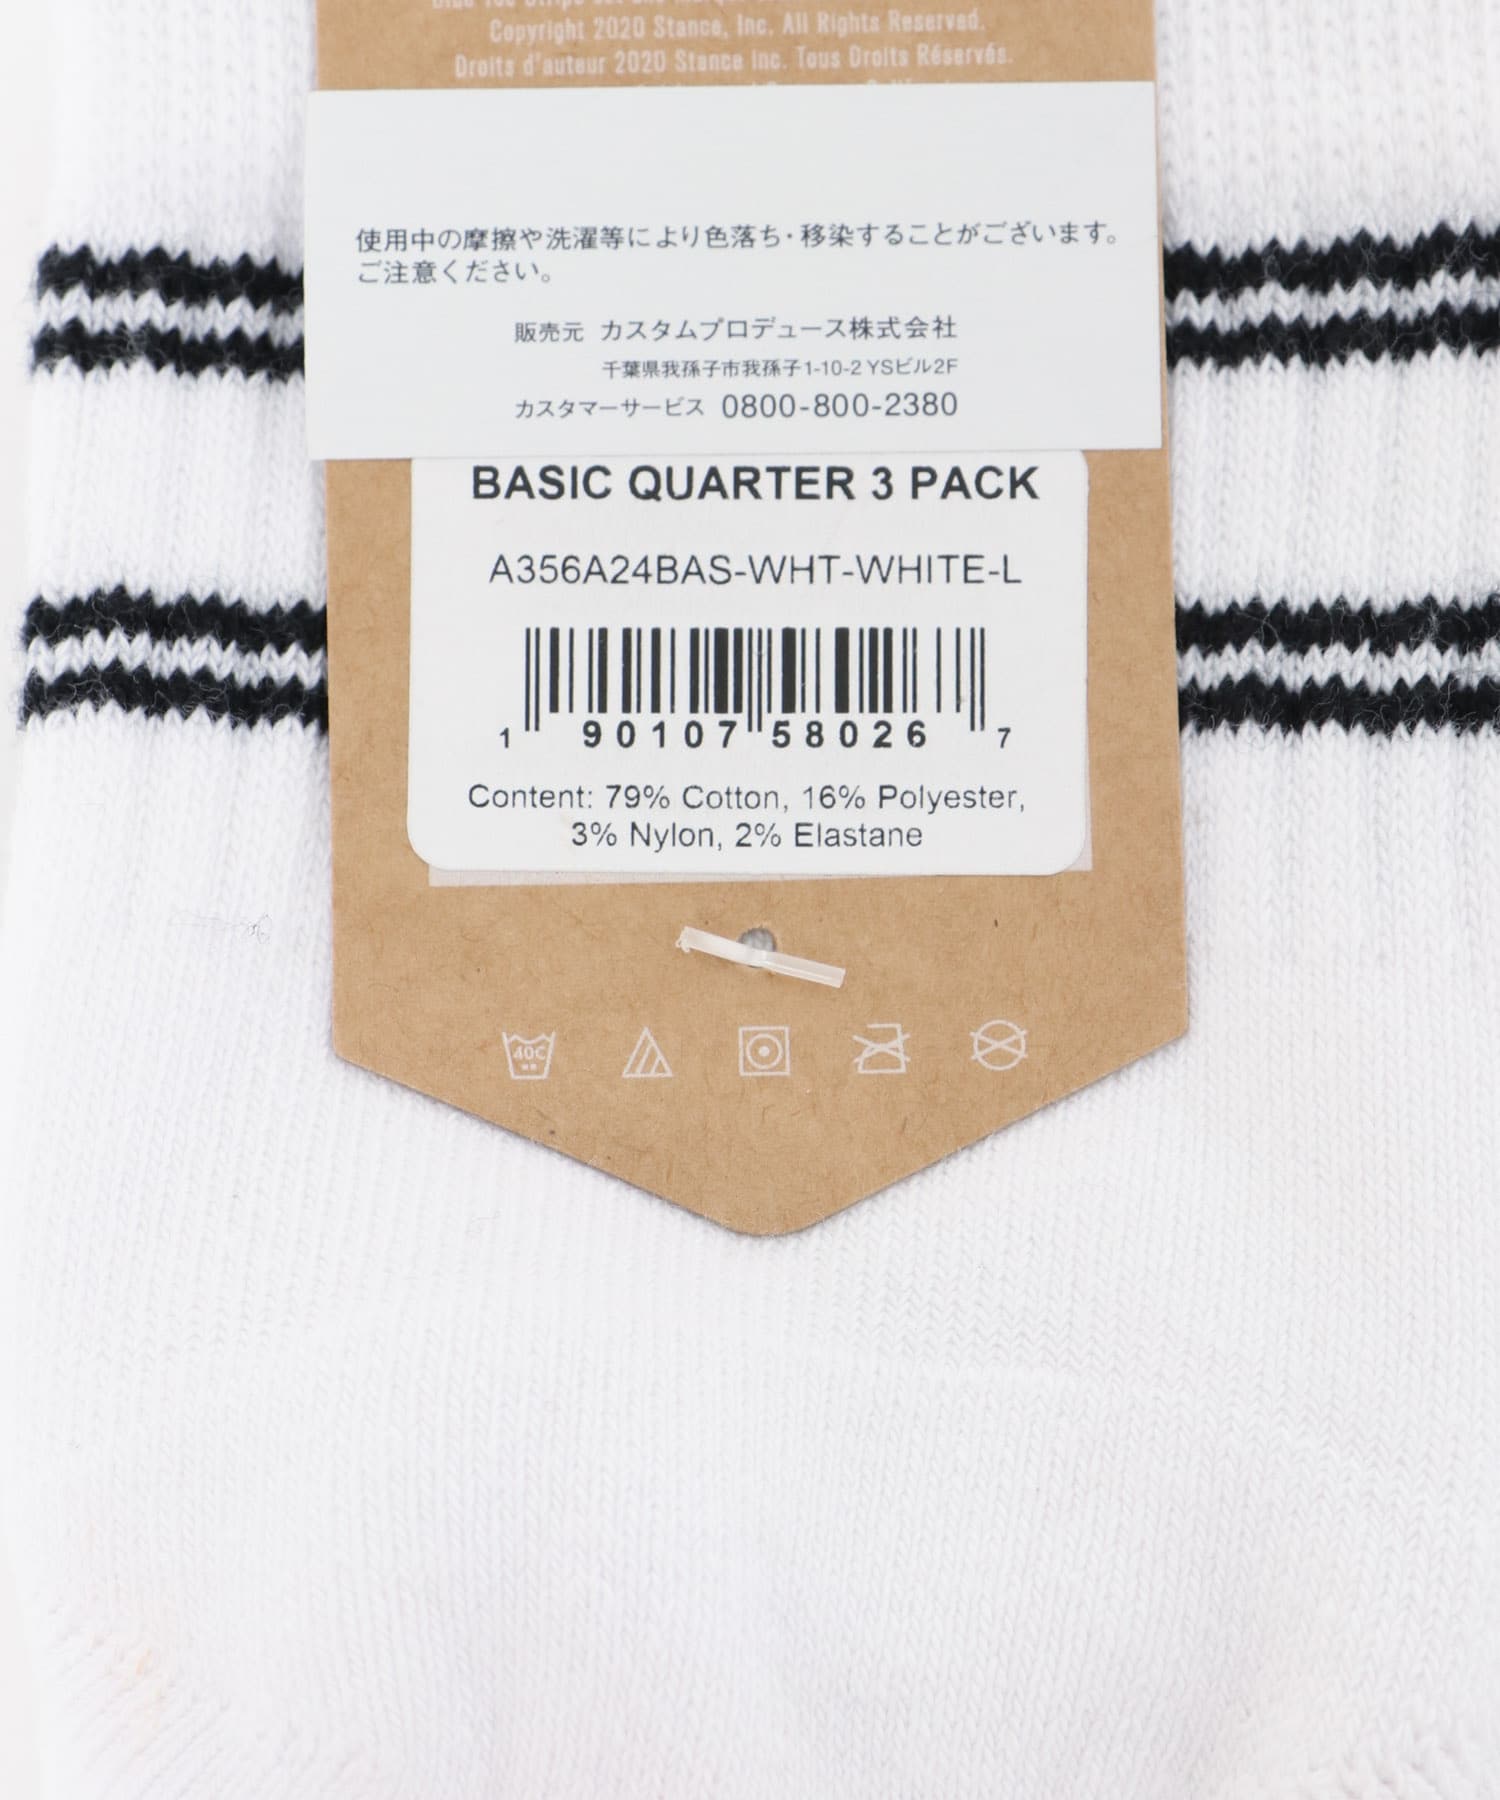 Copyright 2020 Stance, Inc. All Rights Reserved.
Droits d'auteur 2020 Stance Inc. Tous Droits Réservés.
使用中の摩擦や洗濯等により色落ち・移染することがございます。
ご注意ください。
販売元 カスタムプロデュース株式会社
千葉県我孫子市我孫子1-10-2 YSビル2F
カスタマーサービス 0800-800-2380
BASIC QUARTER 3 PACK
A356A24BAS-WHT-WHITE-L
1 90107 58026 7
Content: 79% Cotton, 16% Polyester,
3% Nylon, 2% Elastane
40C